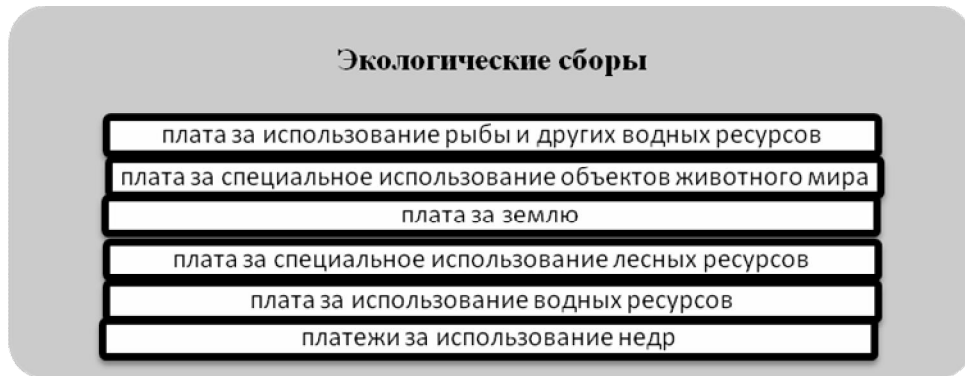 Экологические сборы
плата за использование рыбы и других водных ресурсов
плата за специальное использование объектов животного мира
плата за землю
плата за специальное использование лесных ресурсов
плата за использование водных ресурсов
платежи за использование недр